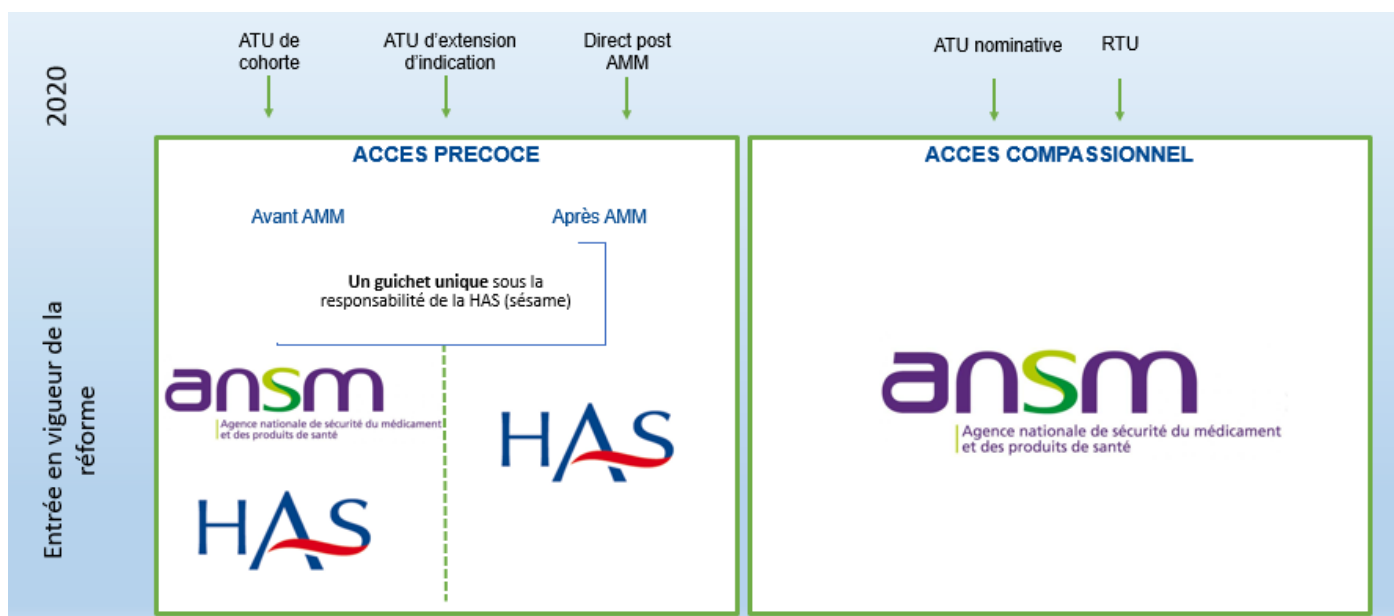 2020
ATU de
cohorte
ATU d'extension
d'indication
Direct post
AMM
ATU nominative
RTU
Entrée en vigueur de la
réforme
ACCES PRECOCE
Avant AMM
Après AMM
Un guichet unique sous la
responsabilité de la HAS (sésame)
ansm
Agence nationale de sécurité du médicament
et des produits de santé
HAS
HAS
ACCES COMPASSIONNEL
ansm
Agence nationale de sécurité du médicament
et des produits de santé